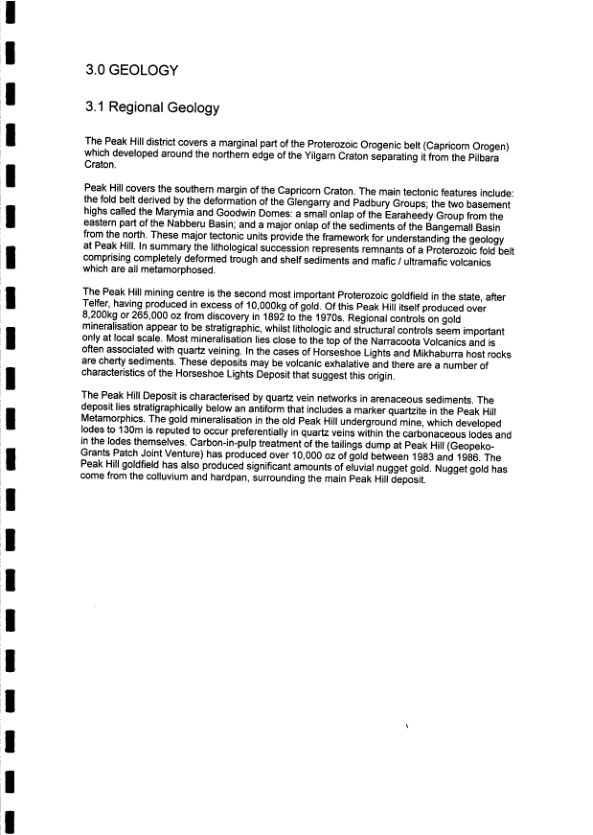 3.0 GEOLOGY
3.1 Regional Geology
The Peak Hill district covers a marginal part of the Proterozoic Orogenic belt (Capricorn Orogen)
which developed around the northern edge of the Yilgarn Craton separating it from the Pilbara
Craton.
Peak Hill covers the southern margin of the Capricorn Craton. The main tectonic features include:
the fold belt derived by the deformation of the Glengarry and Padbury Groups; the two basement
highs called the Marymia and Goodwin Domes: a small onlap of the Earaheedy Group from the
eastern part of the Nabberu Basin; and a major onlap of the sediments of the Bangemall Basin
from the north. These major tectonic units provide the framework for understanding the geology
at Peak Hill. In summary the lithological succession represents remnants of a Proterozoic fold belt
comprising completely deformed trough and shelf sediments and mafic / ultramafic volcanics
which are all metamorphosed.
The Peak Hill mining centre is the second most important Proterozoic goldfield in the state, after
Telfer, having produced in excess of 10,000kg of gold. Of this Peak Hill itself produced over
8,200kg or 265,000 oz from discovery in 1892 to the 1970s. Regional controls on gold
mineralisation appear to be stratigraphic, whilst lithologic and structural controls seem important
only at local scale. Most mineralisation lies close to the top of the Narracoota Volcanics and is
often associated with quartz veining. In the cases of Horseshoe Lights and Mikhaburra host rocks
are cherty sediments. These deposits may be volcanic exhalative and there are a number of
characteristics of the Horseshoe Lights Deposit that suggest this origin.
The Peak Hill Deposit is characterised by quartz vein networks in arenaceous sediments. The
deposit lies stratigraphically below an antiform that includes a marker quartzite in the Peak Hill
Metamorphics. The gold mineralisation in the old Peak Hill underground mine, which developed
lodes to 130m is reputed to occur preferentially in quartz veins within the carbonaceous lodes and
in the lodes themselves. Carbon-in-pulp treatment of the tailings dump at Peak Hill (Geopeko-
Grants Patch Joint Venture) has produced over 10,000 oz of gold between 1983 and 1986. The
Peak Hill goldfield has also produced significant amounts of eluvial nugget gold. Nugget gold has
come from the colluvium and hardpan, surrounding the main Peak Hill deposit.